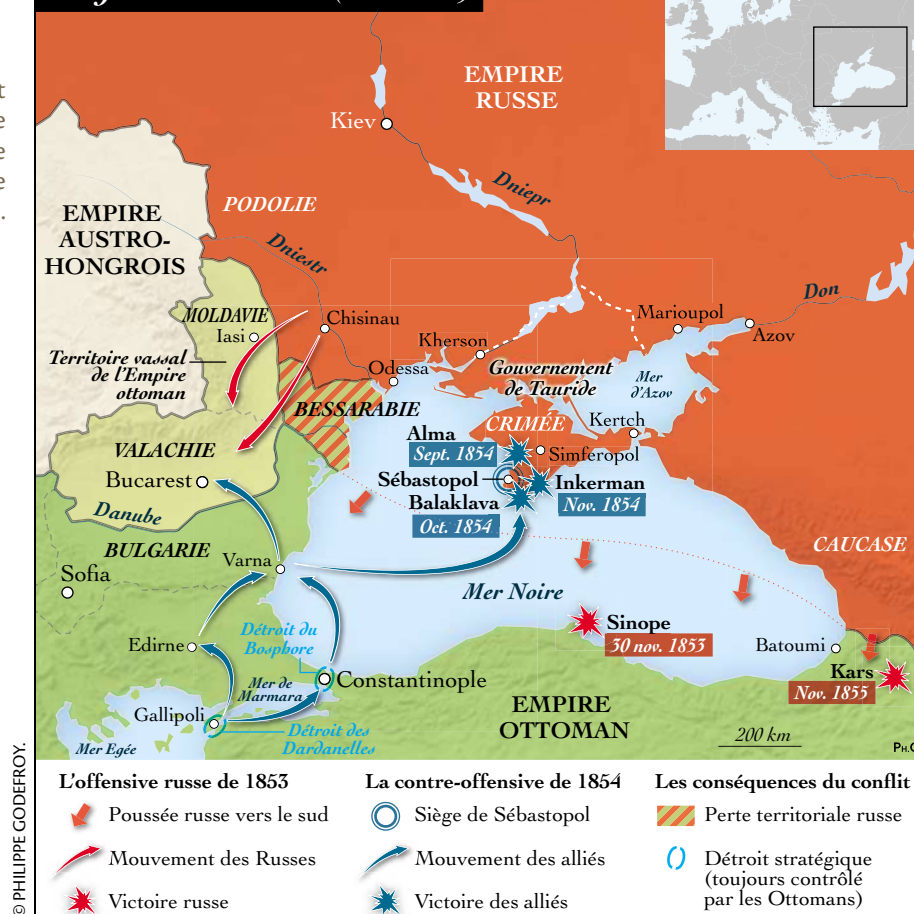 EMPIRE
RUSSE
Kiev
Dniepr
PODOLIE
EMPIRE
AUSTRO-
HONGROIS
Dniestr
Don
MOLDAVIE
Iasi
Chisinau
Marioupol
Azov
Kherson
Territoire vassal
de l'Empire
ottoman
Odessa
Gouvernement
de Tauride
Mer
d'Azov
BESSARABIE
CRIMÉE
Kertch
Alma
Sept. 1854
Simferopol
VALACHIE
Bucarest
Sébastopol
Inkerman
Nov. 1854
Balaklava
Oct. 1854
Danube
BULGARIE
CAUCASE
Varna
Sofia
Mer Noire
Sinope
30 nov. 1853
Détroit du
Bosphore
Edirne
Batoumi
Mer de
Marmara
Constantinople
Kars
Nov. 1855
EMPIRE
OTTOMAN
Gallipoli
Détroit des
Dardanelles
Mer Egée
200 km
L'offensive russe de 1853
Poussée russe vers le sud
Mouvement des Russes
Victoire russe
La contre-offensive de 1854
Siège de Sébastopol
Mouvement des alliés
Victoire des alliés
Les conséquences du conflit
Perte territoriale russe
Détroit stratégique
(toujours contrôlé
par les Ottomans)
© PHILIPPE GODEFROY.